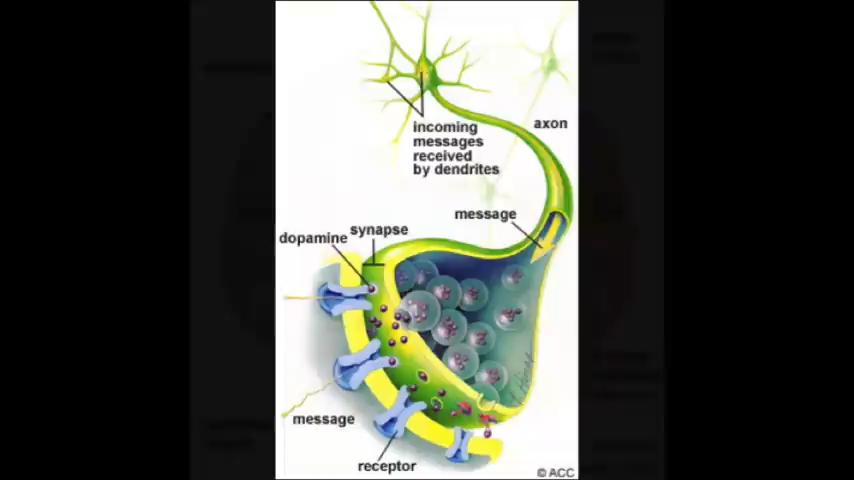 incoming
messages
received
by dendrites
axon
message
synapse
dopamine
message
receptor
© ACC